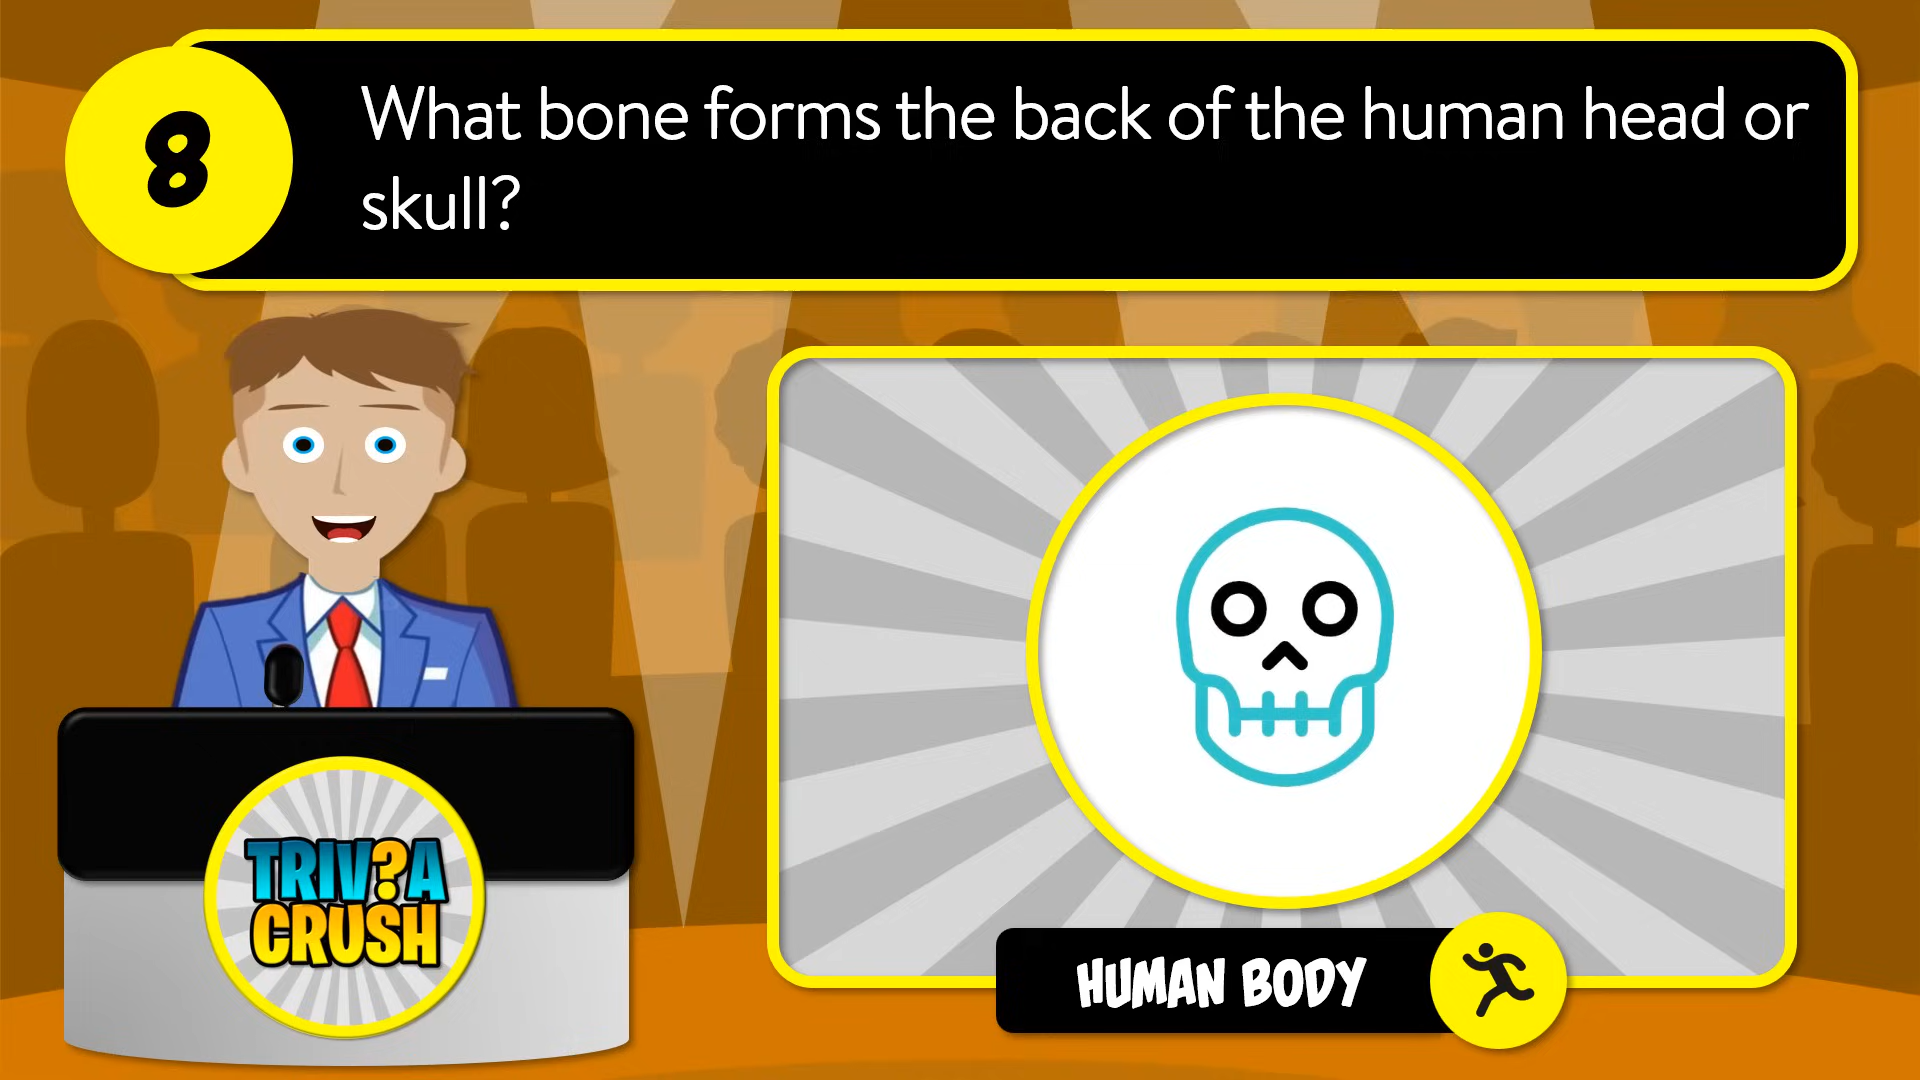 8
What bone forms the back of the human head or
skull?
TRIV?A
CRUSH
HUMAN BODY